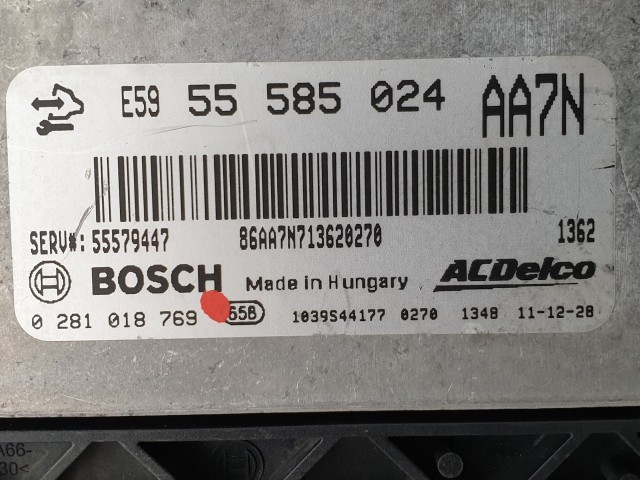 E59 55 585 024 AA7N
SERV#: 55579447 86AA7N713620270 1362
BOSCH Made in Hungary ACDelco
0 281 018 769 1039S44177 0270 1348 11-12-28